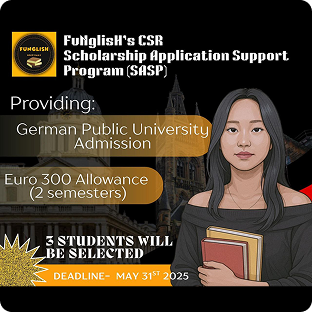 FuNglisH
FuNglisH's CSR
Scholarship Application Support
Program (SASP)
Providing:
German Public University
Admission
Euro 300 Allowance
(2 semesters)
3 STUDENTS WILL
BE SELECTED
DEADLINE- MAY 31ST 2025